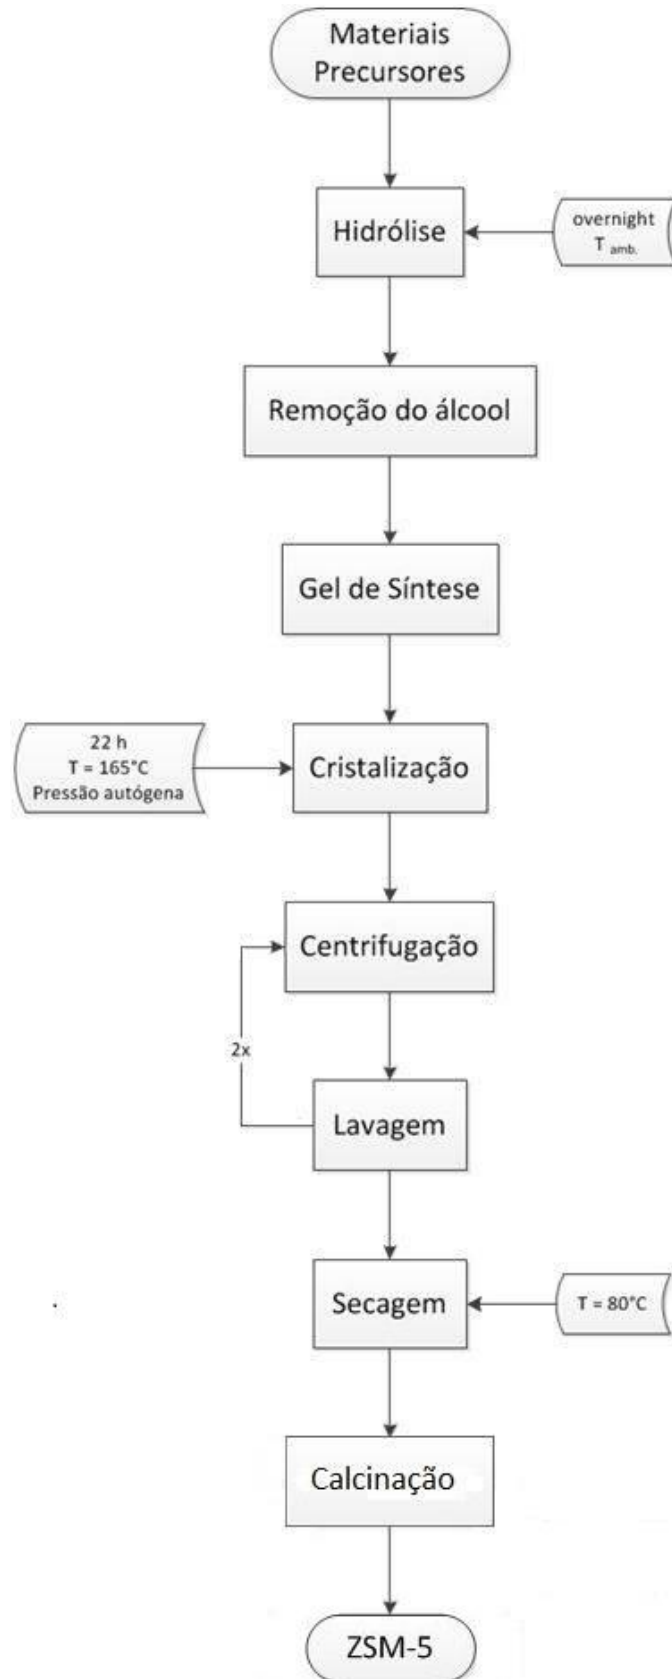 Materiais
Precursores
Hidrólise
overnight
T amb.
Remoção do álcool
Gel de Síntese
22 h
T = 165°C
Pressão autógena
Cristalização
Centrifugação
2x
Lavagem
Secagem
T = 80°C
Calcinação
ZSM-5